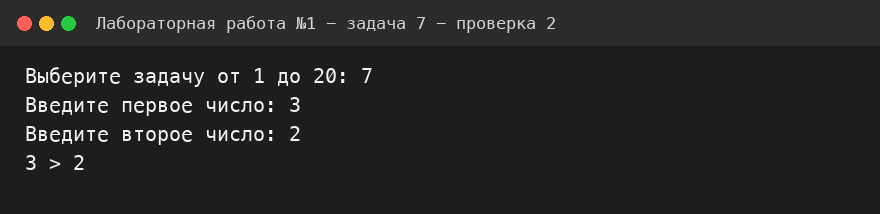 Лабораторная работа №1 — задача 7 — проверка 2
Выберите задачу от 1 до 20: 7
Введите первое число: 3
Введите второе число: 2
3 > 2